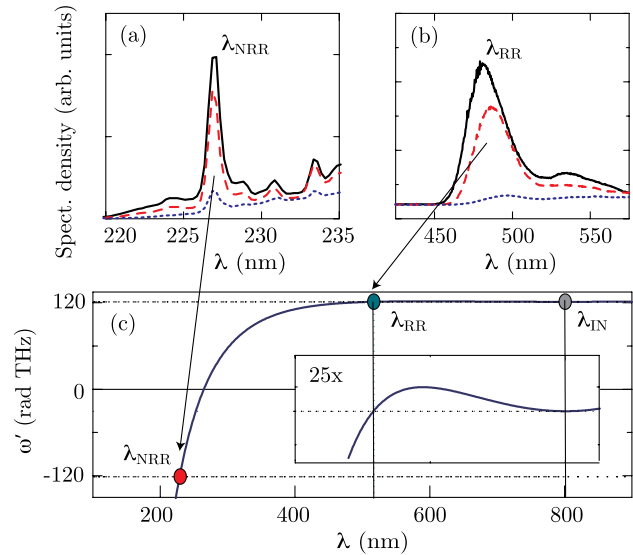 (a)
λNRR
(b)
λRR
Spect. density (arb. units)
220 225 230 235
450 500 550
λ (nm)
λ (nm)
120
(c)
λRR
λIN
25x
0
ω′ (rad THz)
λNRR
-120
200 400 600 800
λ (nm)